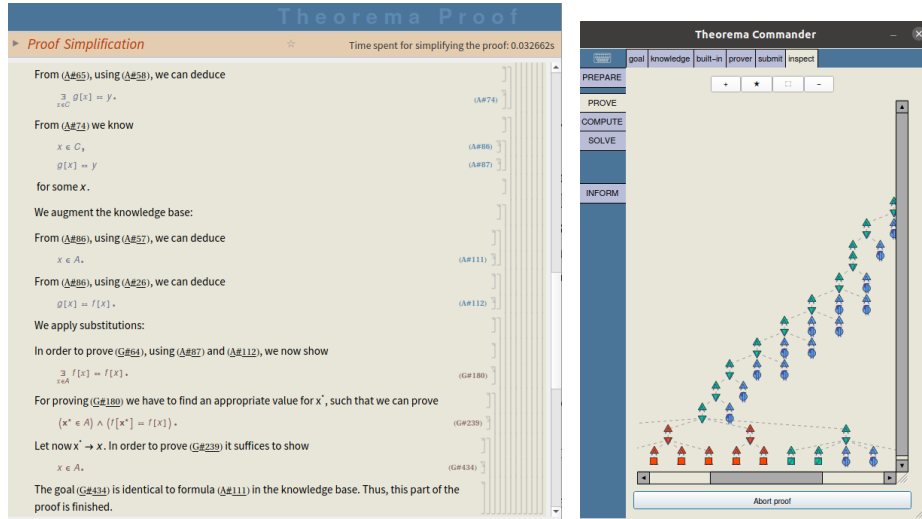 Theorema Proof
Proof Simplification
Time spent for simplifying the proof: 0.032662s
From (A#65), using (A#58), we can deduce
∃ g[x] = y.
x∈C
(A#74)
From (A#74) we know
x ∈ C,
(A#86)
g[x] = y
(A#87)
for some x.
We augment the knowledge base:
From (A#86), using (A#57), we can deduce
x ∈ A.
(A#111)
From (A#86), using (A#26), we can deduce
g[x] = f[x].
(A#112)
We apply substitutions:
In order to prove (G#64), using (A#87) and (A#112), we now show
∃ f[x] = f[x].
x∈A
(G#180)
For proving (G#180) we have to find an appropriate value for x*, such that we can prove
(x* ∈ A) ∧ (f[x*] = f[x]).
(G#239)
Let now x* → x. In order to prove (G#239) it suffices to show
x ∈ A.
(G#434)
The goal (G#434) is identical to formula (A#111) in the knowledge base. Thus, this part of the
proof is finished.
Theorema Commander
goal knowledge built-in prover submit inspect
PREPARE
PROVE
COMPUTE
SOLVE
INFORM
+ ★ −
Abort proof